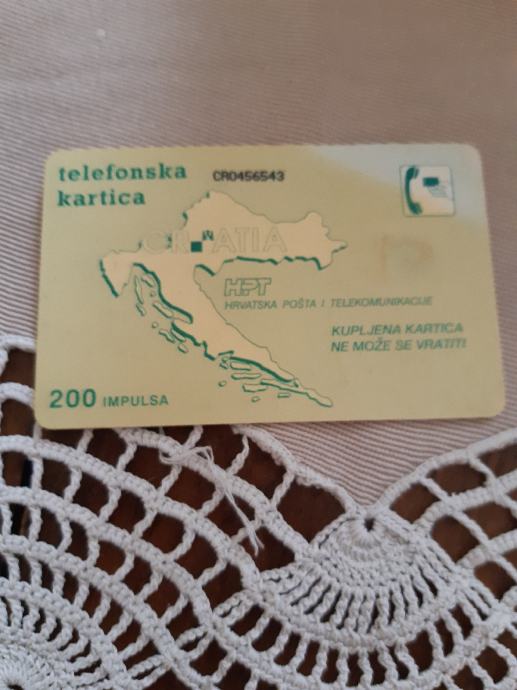 telefonska
kartica
CR0456543
CROATIA
HPT
HRVATSKA POŠTA I TELEKOMUNIKACIJE
KUPLJENA KARTICA
NE MOŽE SE VRATITI
200 IMPULSA